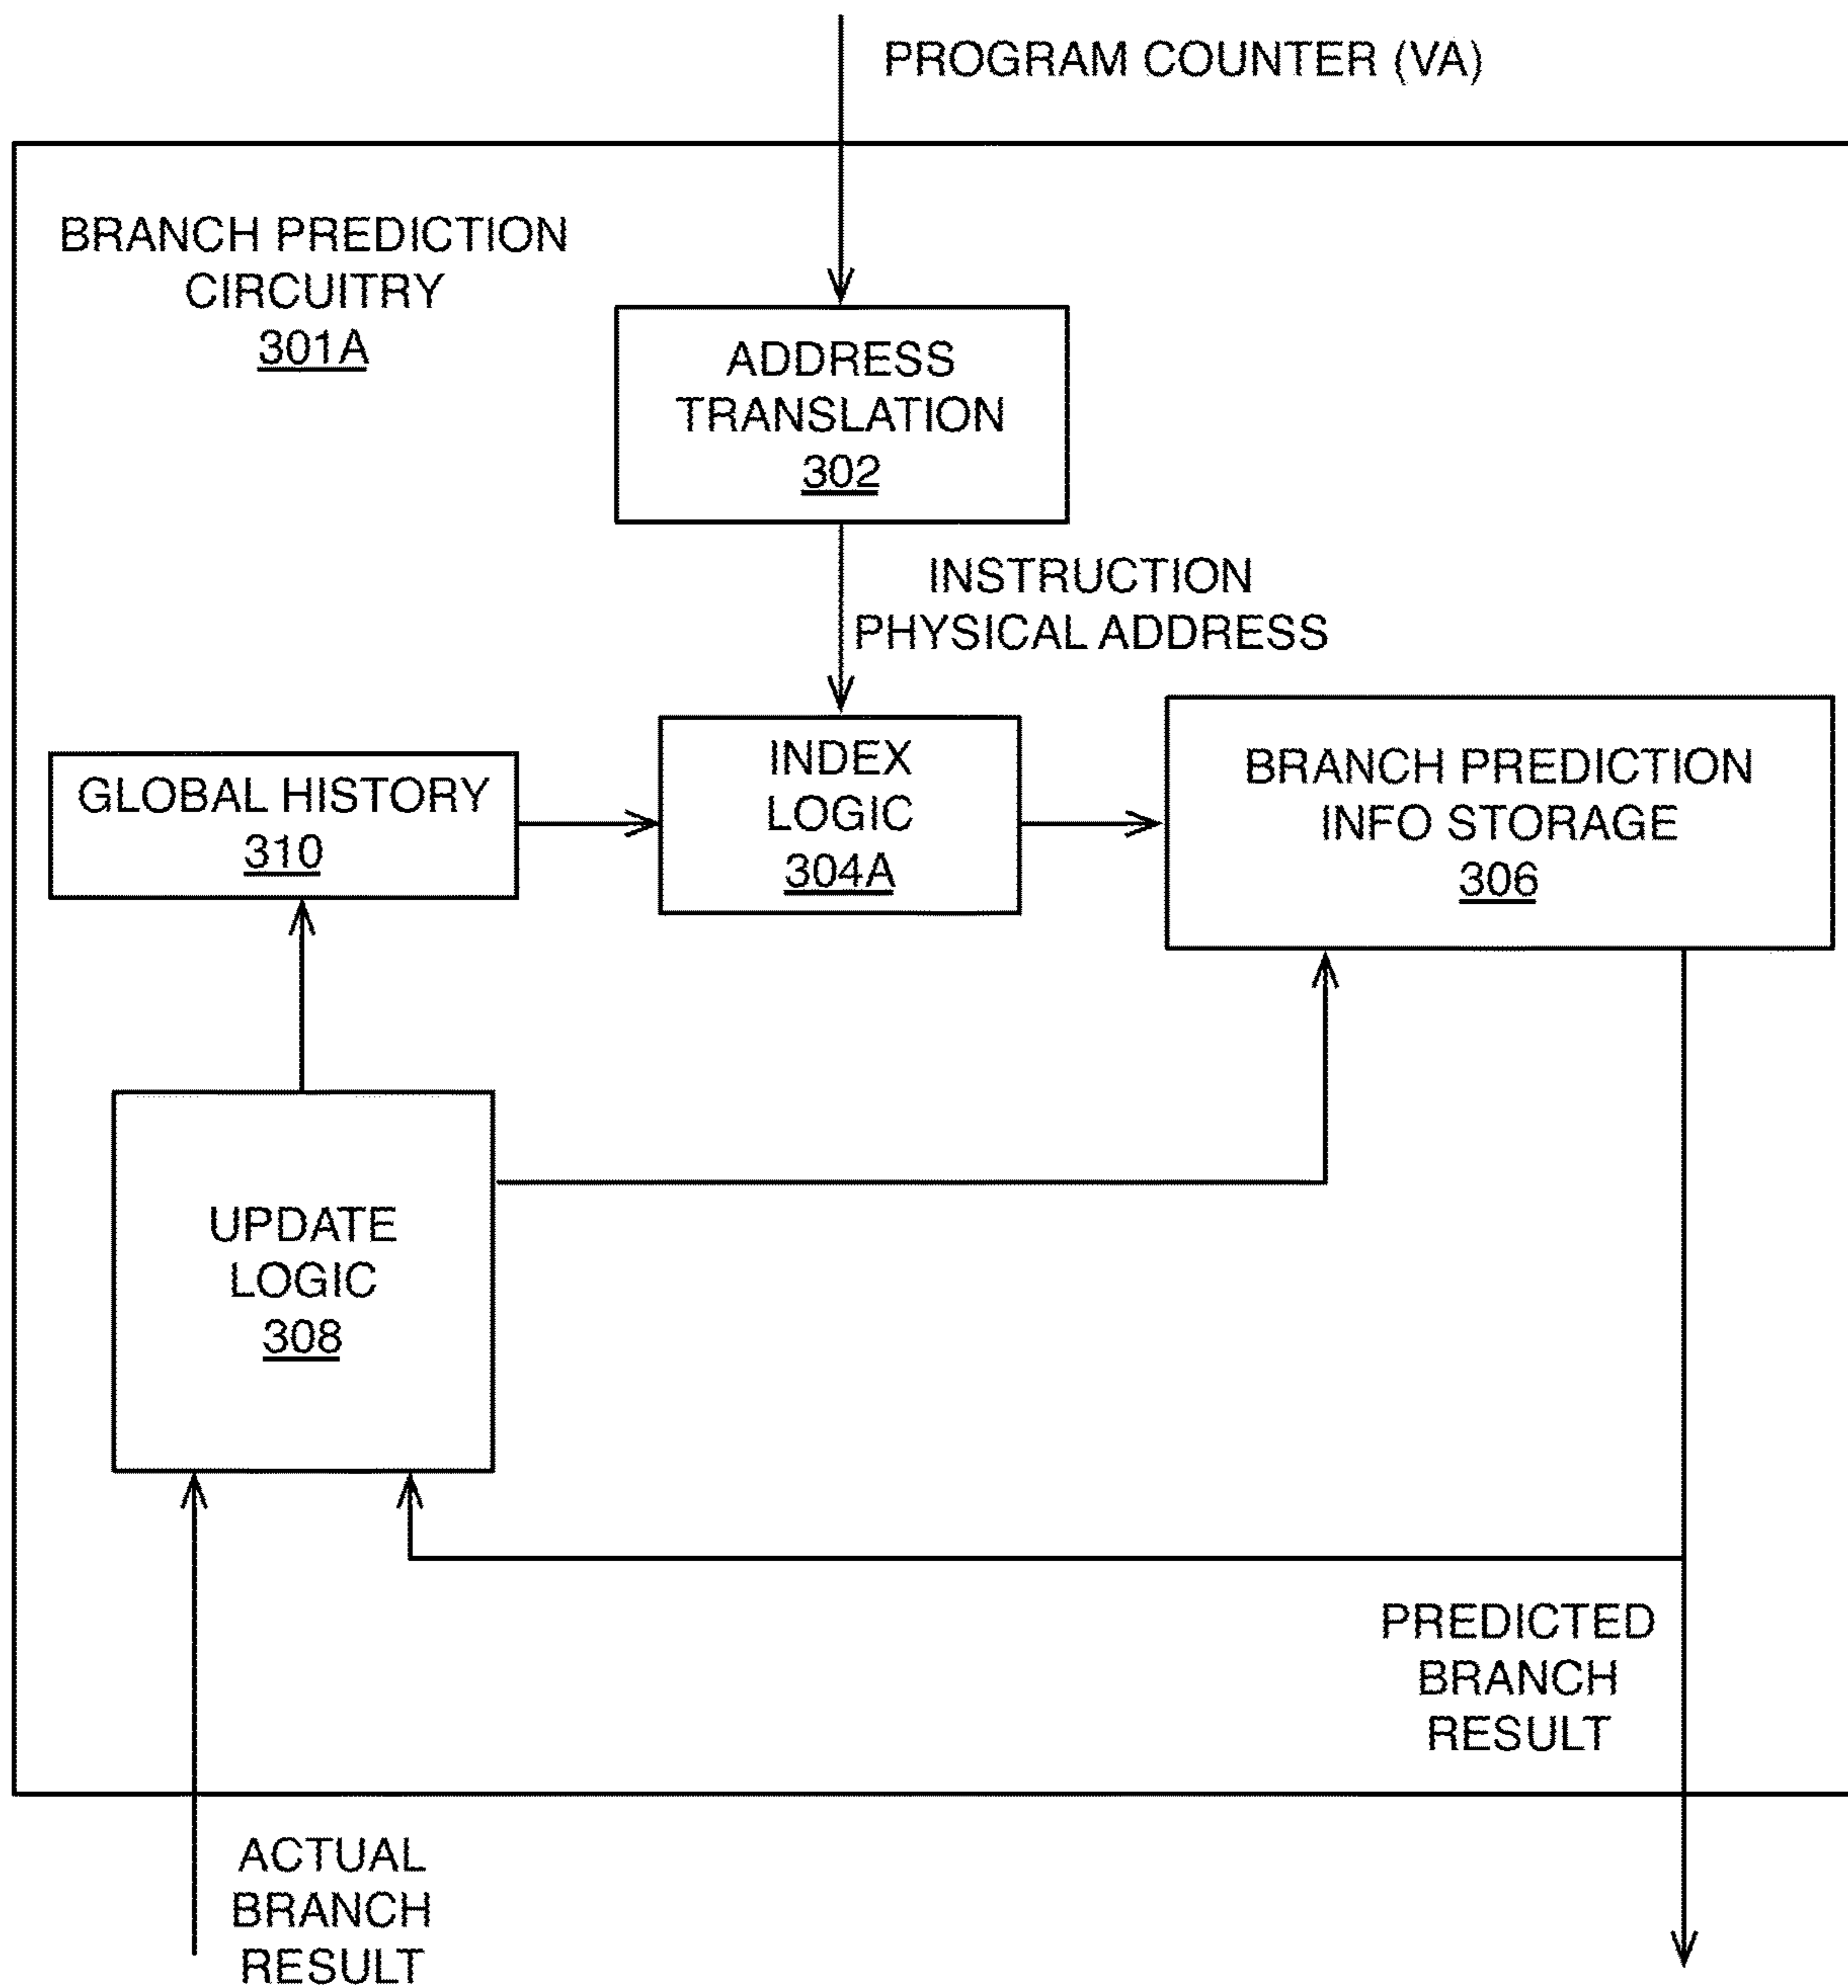 PROGRAM COUNTER (VA)
BRANCH PREDICTION
CIRCUITRY
301A
ADDRESS
TRANSLATION
302
INSTRUCTION
PHYSICAL ADDRESS
GLOBAL HISTORY
310
INDEX
LOGIC
304A
BRANCH PREDICTION
INFO STORAGE
306
UPDATE
LOGIC
308
PREDICTED
BRANCH
RESULT
ACTUAL
BRANCH
RESULT